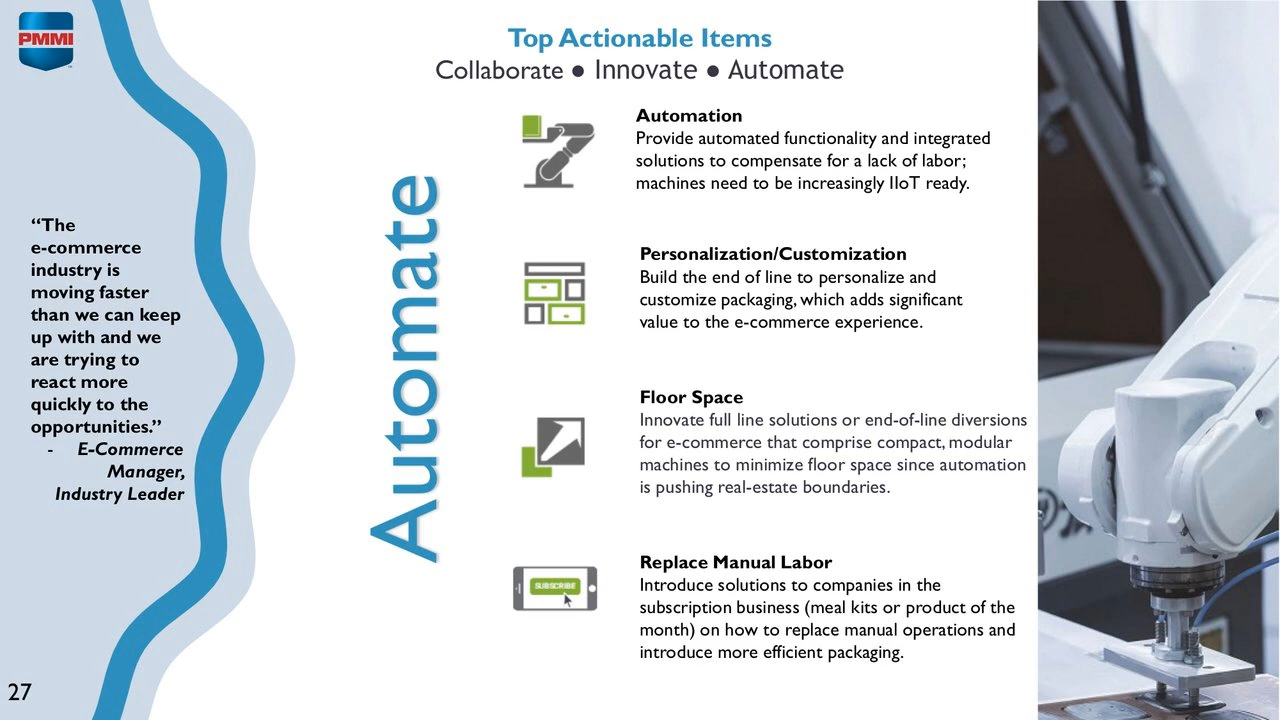 PMMI
Top Actionable Items
Collaborate ● Innovate ● Automate
“The
e-commerce
industry is
moving faster
than we can keep
up with and we
are trying to
react more
quickly to the
opportunities.”
- E-Commerce
Manager,
Industry Leader
Automate
Automation
Provide automated functionality and integrated
solutions to compensate for a lack of labor;
machines need to be increasingly IIoT ready.
Personalization/Customization
Build the end of line to personalize and
customize packaging, which adds significant
value to the e-commerce experience.
Floor Space
Innovate full line solutions or end-of-line diversions
for e-commerce that comprise compact, modular
machines to minimize floor space since automation
is pushing real-estate boundaries.
SUBSCRIBE
Replace Manual Labor
Introduce solutions to companies in the
subscription business (meal kits or product of the
month) on how to replace manual operations and
introduce more efficient packaging.
27